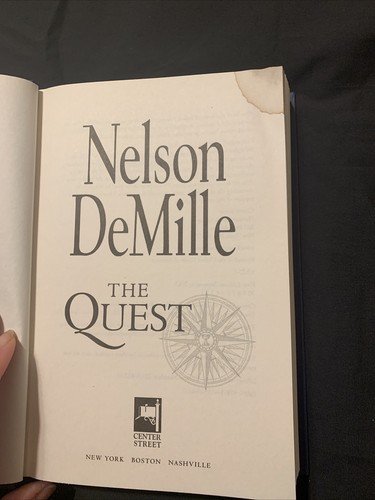 Nelson
DeMille
THE
QUEST
CENTER
STREET
NEW YORK BOSTON NASHVILLE